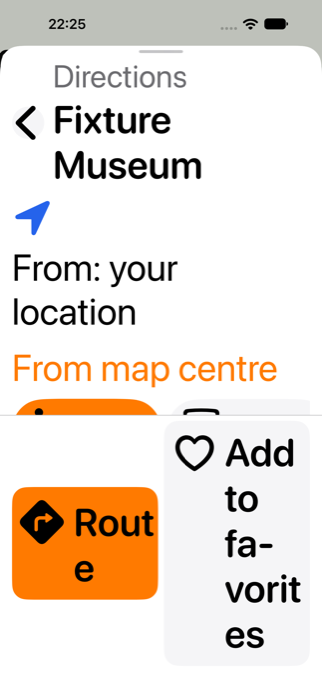 22:25
Directions
Fixture
Museum
From: your
location
From map centre
Rout
e
Add
to
fa-
vorit
es